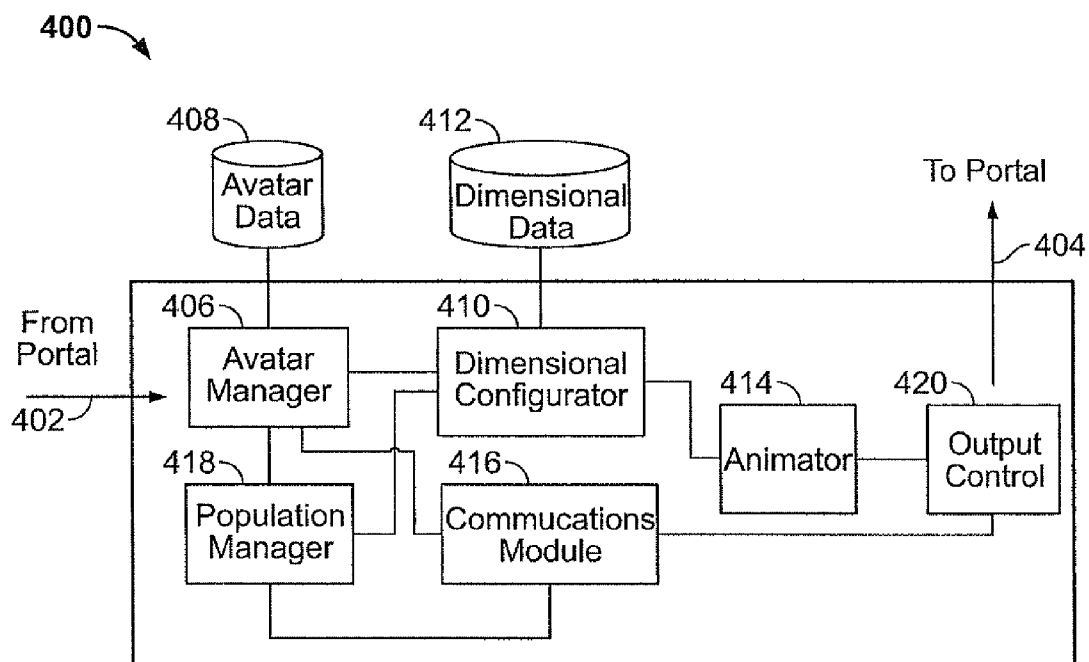 400
408
412
Avatar
Data
Dimensional
Data
To Portal
404
406
410
From
Portal
402
Avatar
Manager
Dimensional
Configurator
414
420
Animator
Output
Control
418
416
Population
Manager
Commucations
Module